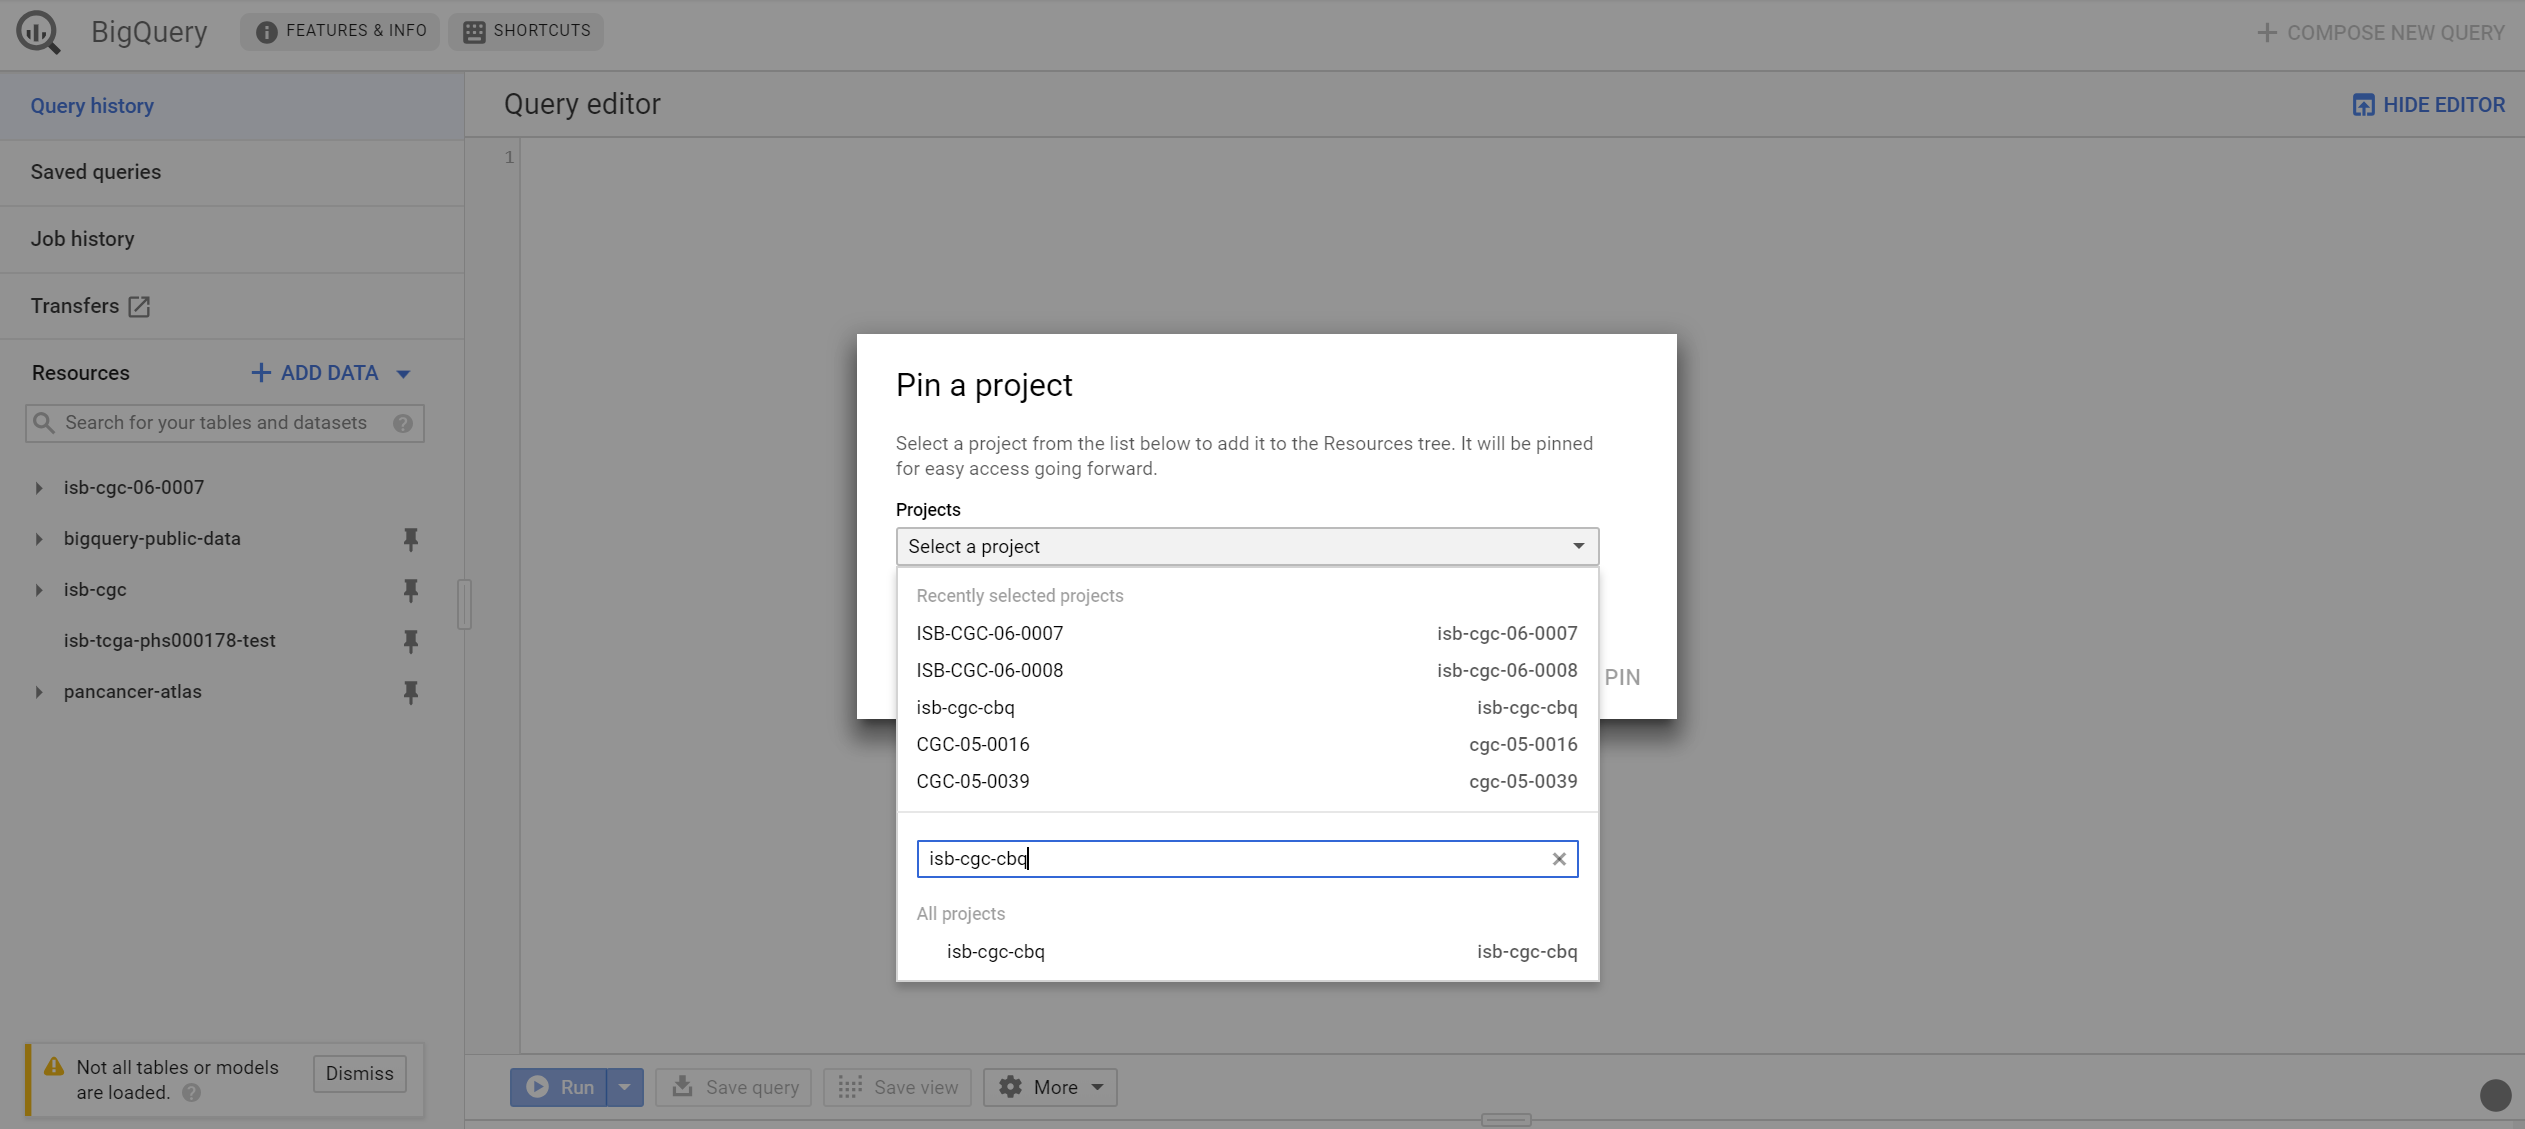 BigQuery
FEATURES & INFO
SHORTCUTS
COMPOSE NEW QUERY
Query history
Saved queries
Job history
Transfers
Resources
ADD DATA
Search for your tables and datasets
isb-cgc-06-0007
bigquery-public-data
isb-cgc
isb-tcga-phs000178-test
pancancer-atlas
Not all tables or models
are loaded.
Dismiss
Query editor
HIDE EDITOR
1
Pin a project
Select a project from the list below to add it to the Resources tree. It will be pinned
for easy access going forward.
Projects
Select a project
Recently selected projects
ISB-CGC-06-0007 isb-cgc-06-0007
ISB-CGC-06-0008 isb-cgc-06-0008
isb-cgc-cbq isb-cgc-cbq
CGC-05-0016 cgc-05-0016
CGC-05-0039 cgc-05-0039
PIN
isb-cgc-cbq
All projects
isb-cgc-cbq isb-cgc-cbq
Run
Save query
Save view
More